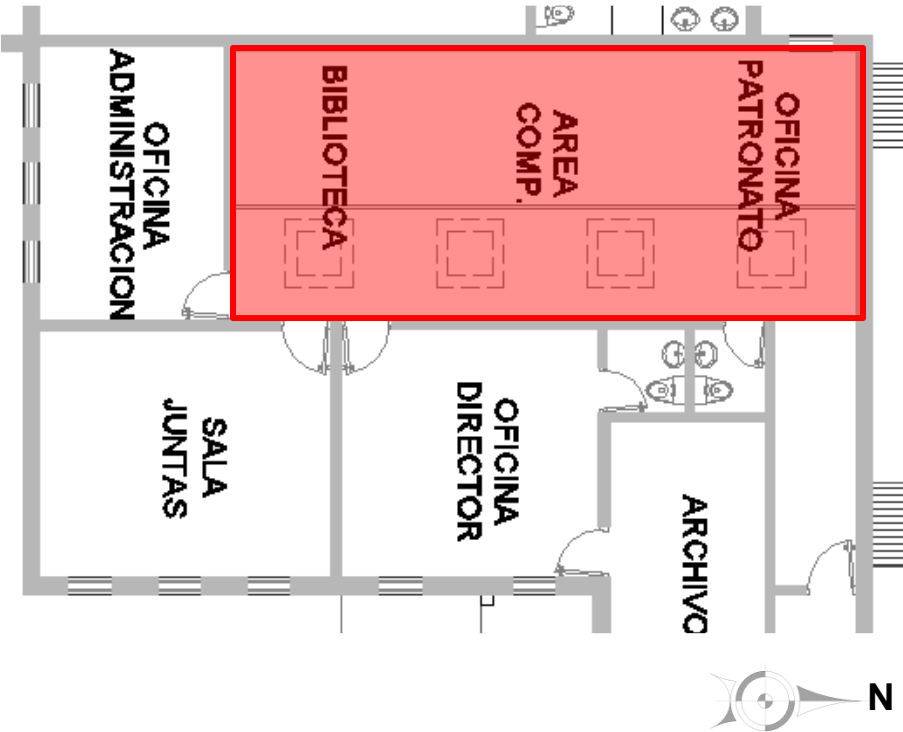 OFICINA
ADMINISTRACION
BIBLIOTECA
AREA
COMP.
OFICINA
PATRONATO
SALA
JUNTAS
OFICINA
DIRECTOR
ARCHIVO
N